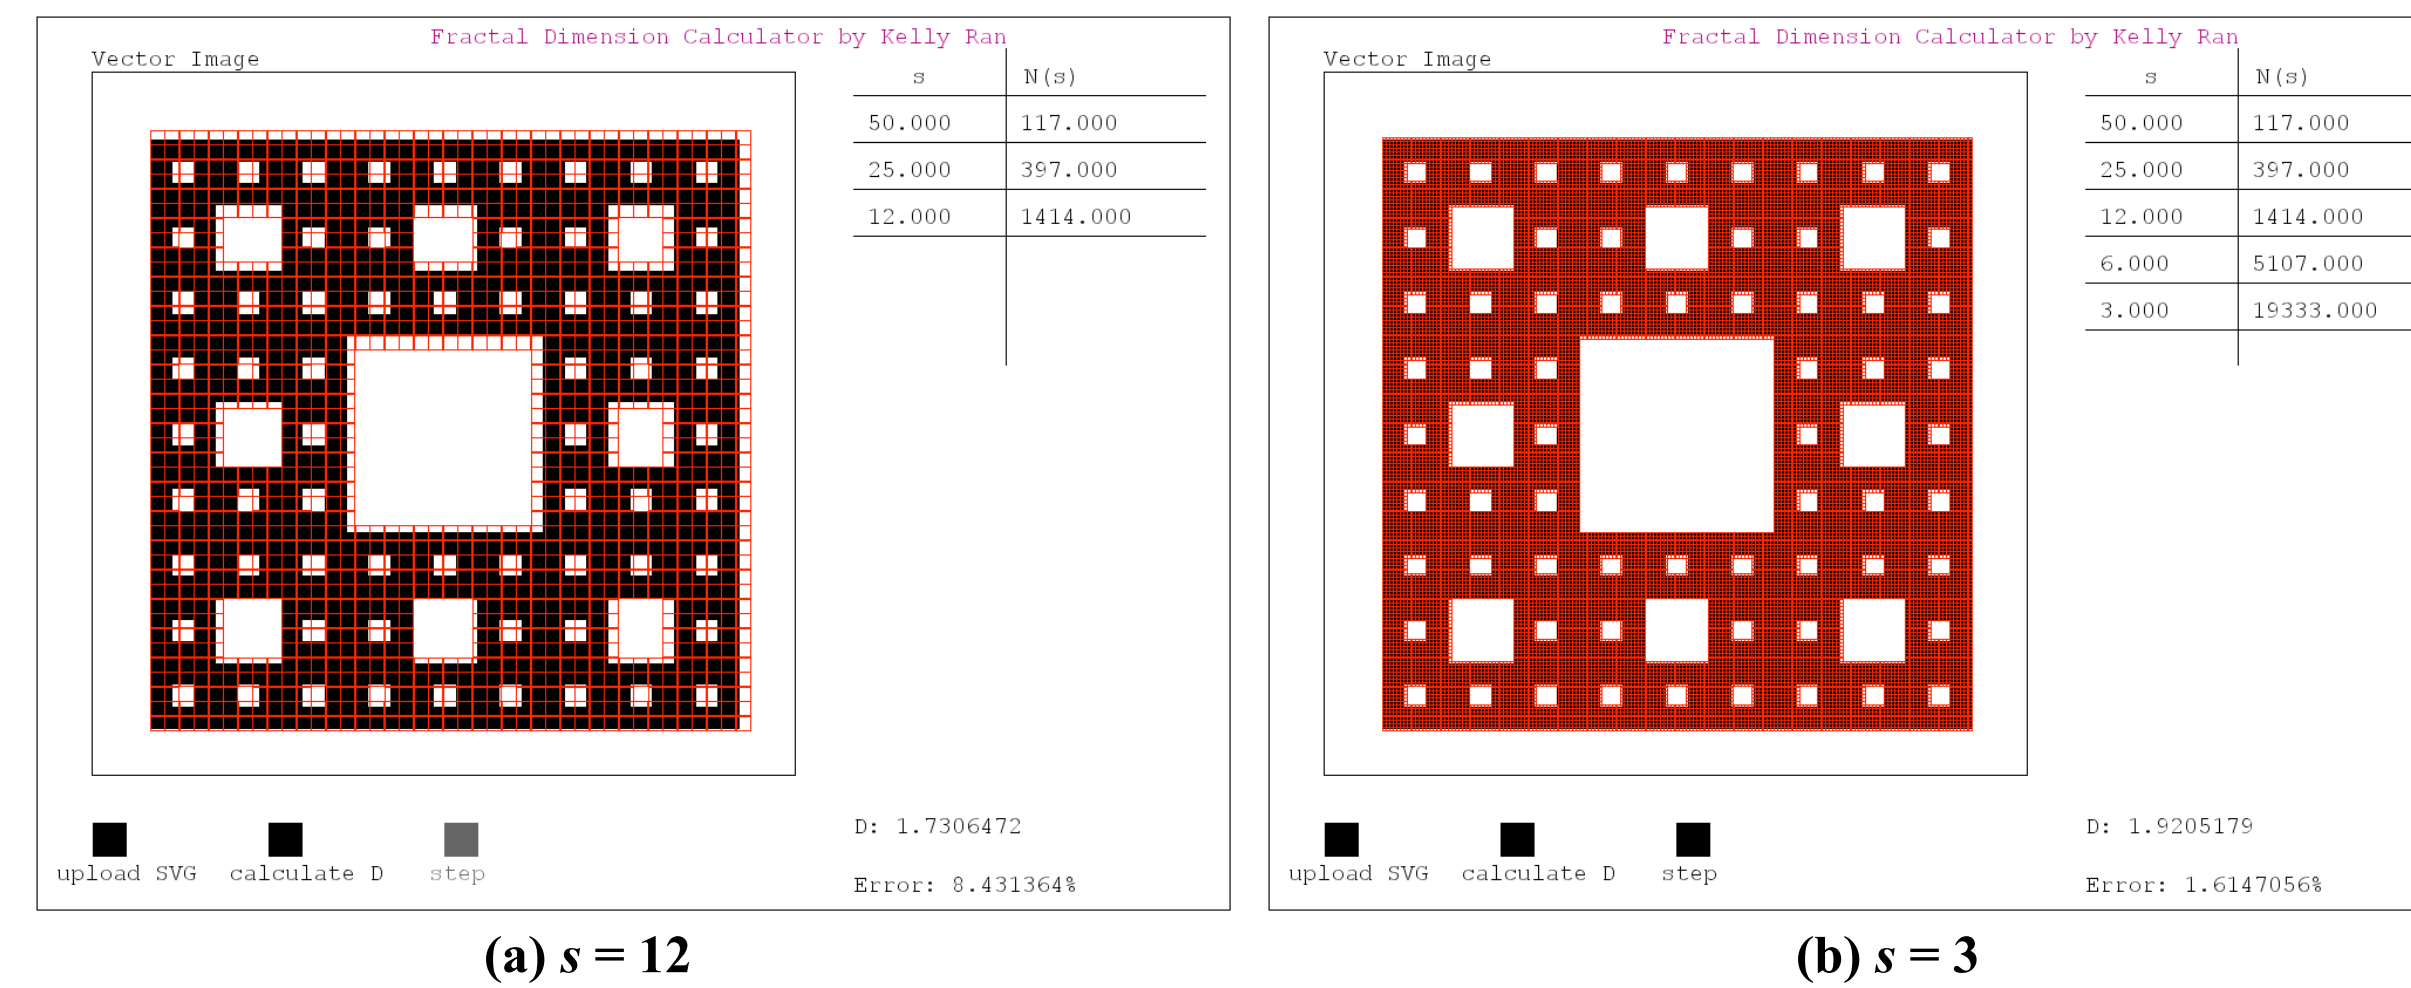 Fractal Dimension Calculator by Kelly Ran
Vector Image
s N(s)
50.000 117.000
25.000 397.000
12.000 1414.000
D: 1.7306472
upload SVG calculate D step
Error: 8.431364%
(a) s = 12
Fractal Dimension Calculator by Kelly Ran
Vector Image
s N(s)
50.000 117.000
25.000 397.000
12.000 1414.000
6.000 5107.000
3.000 19333.000
D: 1.9205179
upload SVG calculate D step
Error: 1.6147056%
(b) s = 3